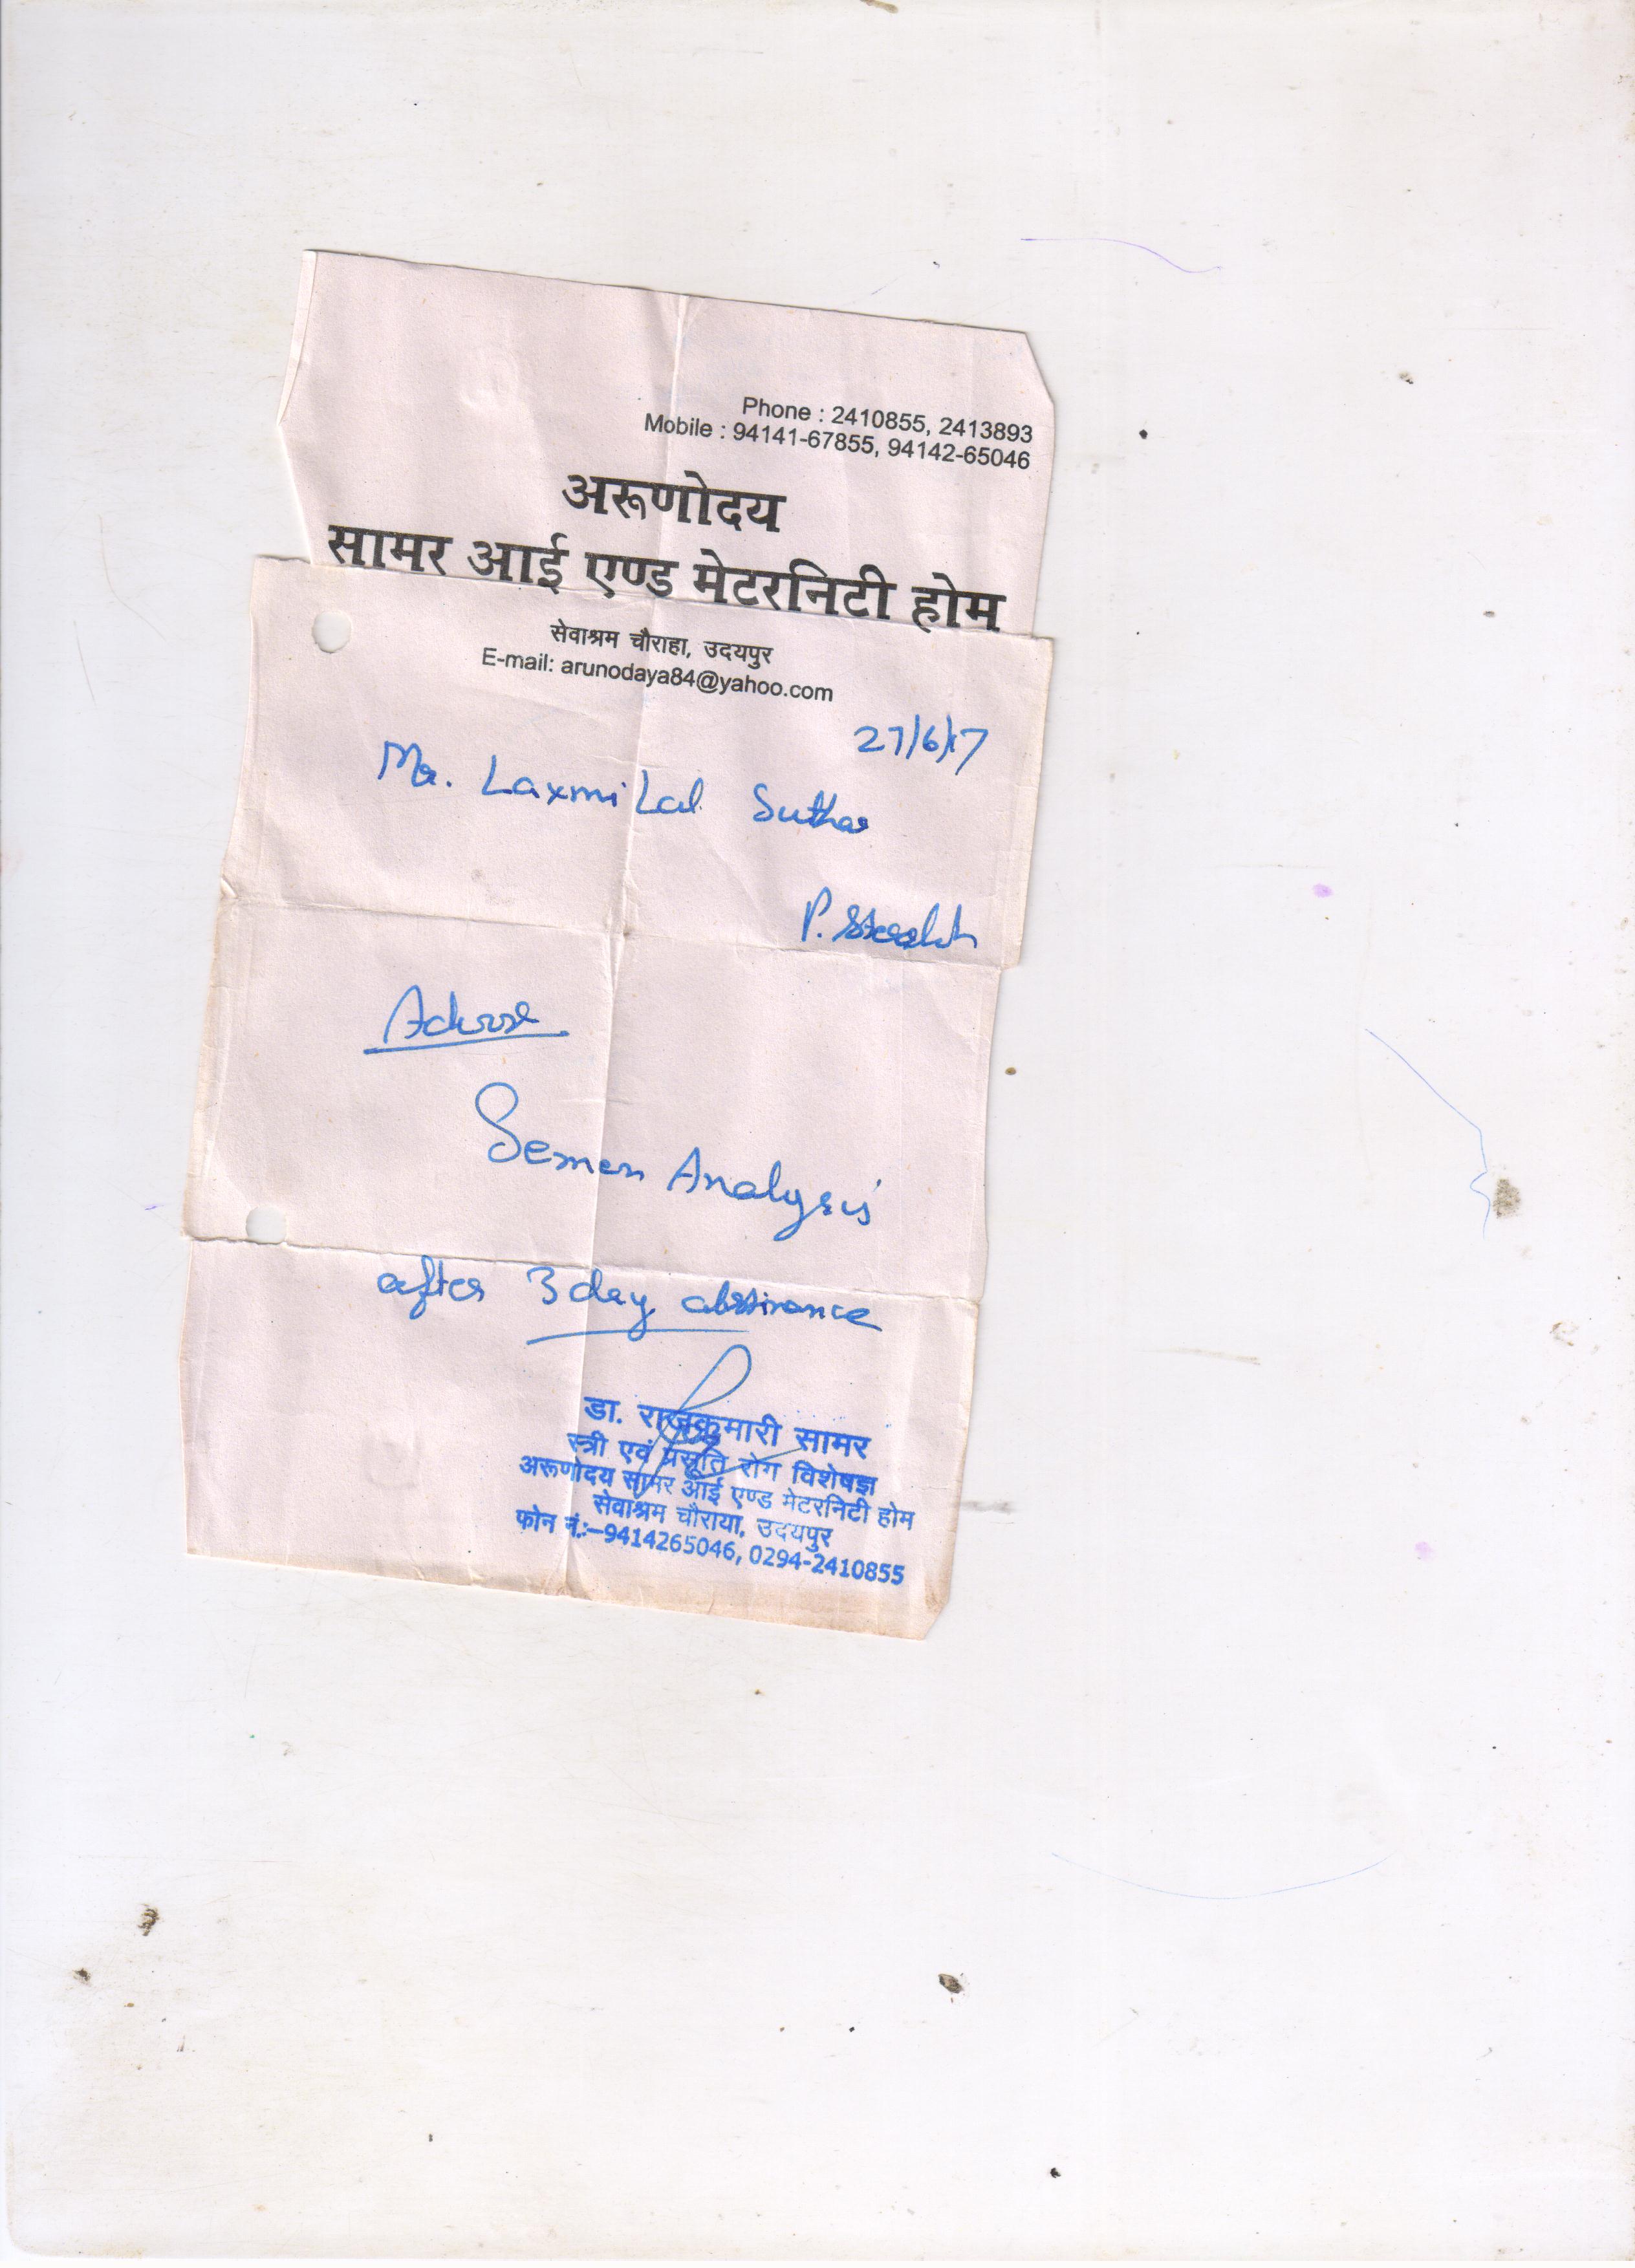 Phone : 2410855, 2413893
Mobile : 94141-67855, 94142-65046
अरूणोदय
सामर आई एण्ड मेटरनिटी होम
सेवाश्रम चौराहा, उदयपुर
E-mail: arunodaya84@yahoo.com
27/6/17
Mr. Laxmi Lal Suthar
P.
Advise
Semen Analysis
after 3 day abstinance
डा. राजकुमारी सामर
स्त्री एवं प्रसूति रोग विशेषज्ञ
अरूणोदय सामर आई एण्ड मेटरनिटी होम
सेवाश्रम चौराया, उदयपुर
फोन नं.:-9414265046, 0294-2410855